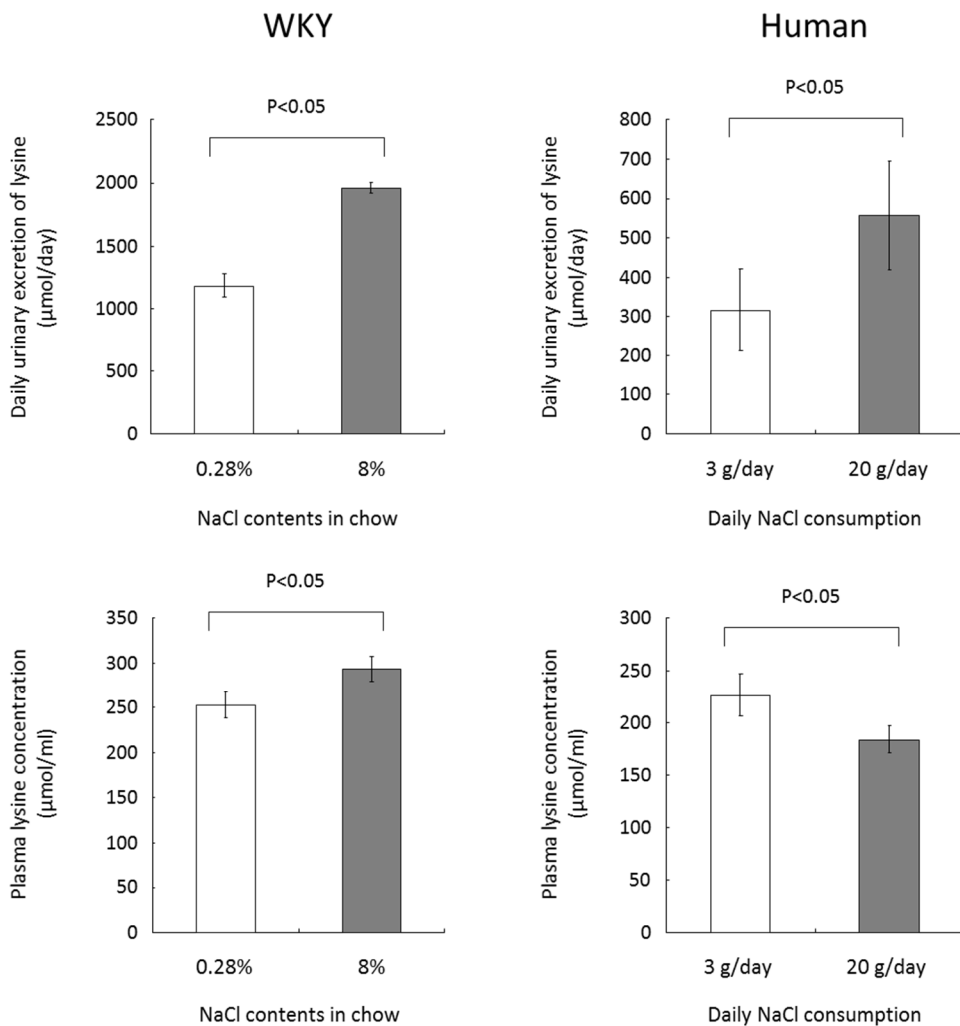 WKY
Human
P<0.05
Daily urinary excretion of lysine
(µmol/day)
2500
2000
1500
1000
500
0
0.28%
8%
NaCl contents in chow
P<0.05
Daily urinary excretion of lysine
(µmol/day)
800
700
600
500
400
300
200
100
0
3 g/day
20 g/day
Daily NaCl consumption
P<0.05
Plasma lysine concentration
(µmol/ml)
350
300
250
200
150
100
50
0
0.28%
8%
NaCl contents in chow
P<0.05
Plasma lysine concentration
(µmol/ml)
300
250
200
150
100
50
0
3 g/day
20 g/day
Daily NaCl consumption